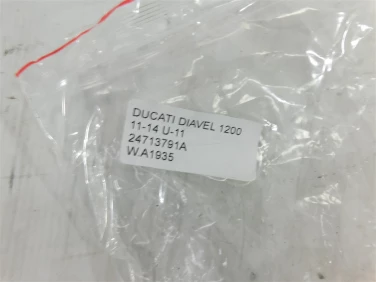 DUCATI DIAVEL 1200
11-14 U-11
24713791A
W.A1935